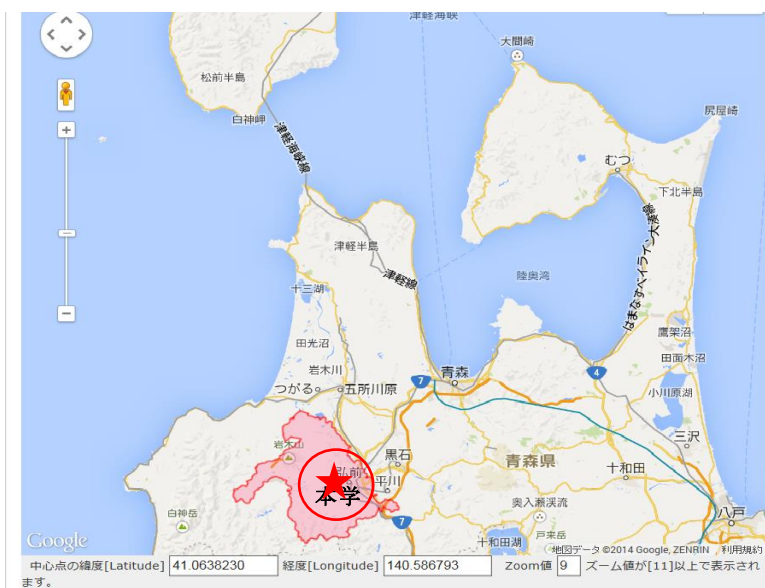 津軽海峡
大間崎
松前半島
尻屋崎
白神岬
津軽海峡線
むつ
下北半島
はまなすベイライン大湊線
津軽半島
津軽線
陸奥湾
十三湖
鷹架沼
田光沼
田面木沼
岩木川
青森
7
4
つがる
五所川原
小川原湖
三沢
岩木山
黒石
青森県
十和田
弘前
平川
本学
奥入瀬渓流
八戸
白神岳
7
戸来岳
十和田湖
Google
地図データ ©2014 Google, ZENRIN 利用規約
中心点の緯度[Latitude] 41.0638230 経度[Longitude] 140.586793 Zoom値 9 ズーム値が[11]以上で表示され
ます。